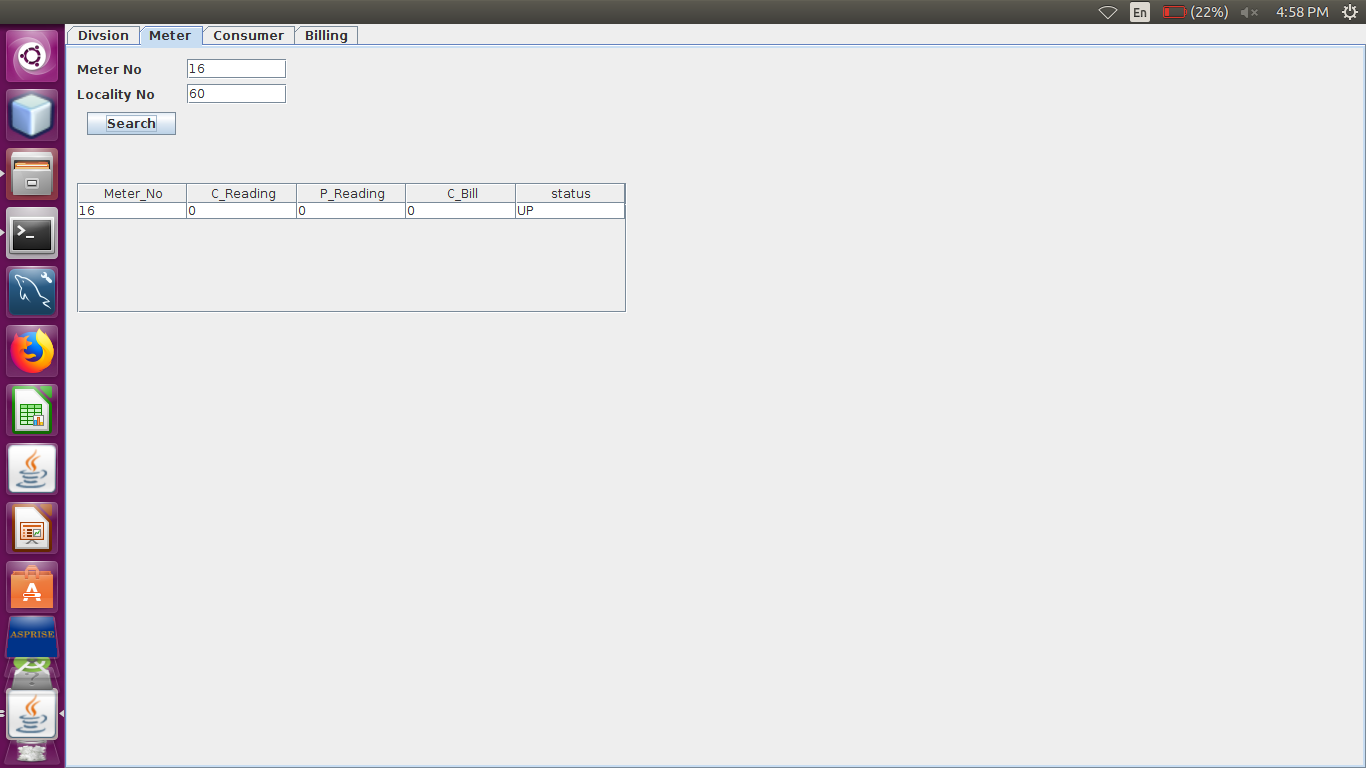 En (22%) 4:58 PM
Divsion Meter Consumer Billing
Meter No 16
Locality No 60
Search
Meter_No C_Reading P_Reading C_Bill status
16 0 0 0 UP
>_
A
ASPRISE
?